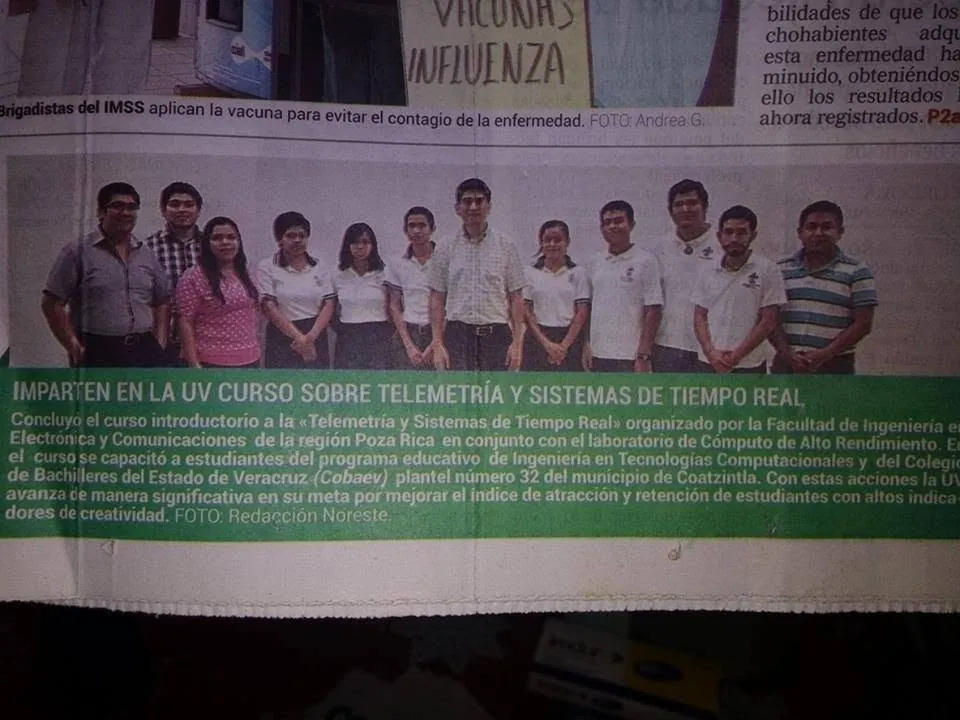 VACUNAS
INFLUENZA
bilidades de que los
chohabientes adqu
esta enfermedad ha
minuido, obteniéndos
ello los resultados
ahora registrados. P2a
Brigadistas del IMSS aplican la vacuna para evitar el contagio de la enfermedad. FOTO: Andrea G.
IMPARTEN EN LA UV CURSO SOBRE TELEMETRÍA Y SISTEMAS DE TIEMPO REAL
Concluyo el curso introductorio a la «Telemetría y Sistemas de Tiempo Real» organizado por la Facultad de Ingeniería en
Electrónica y Comunicaciones de la región Poza Rica en conjunto con el laboratorio de Cómputo de Alto Rendimiento. En
el curso se capacitó a estudiantes del programa educativo de Ingeniería en Tecnologías Computacionales y del Colegio
de Bachilleres del Estado de Veracruz (Cobaev) plantel número 32 del municipio de Coatzintla. Con estas acciones la UV
avanza de manera significativa en su meta por mejorar el índice de atracción y retención de estudiantes con altos indica-
dores de creatividad. FOTO: Redacción Noreste.